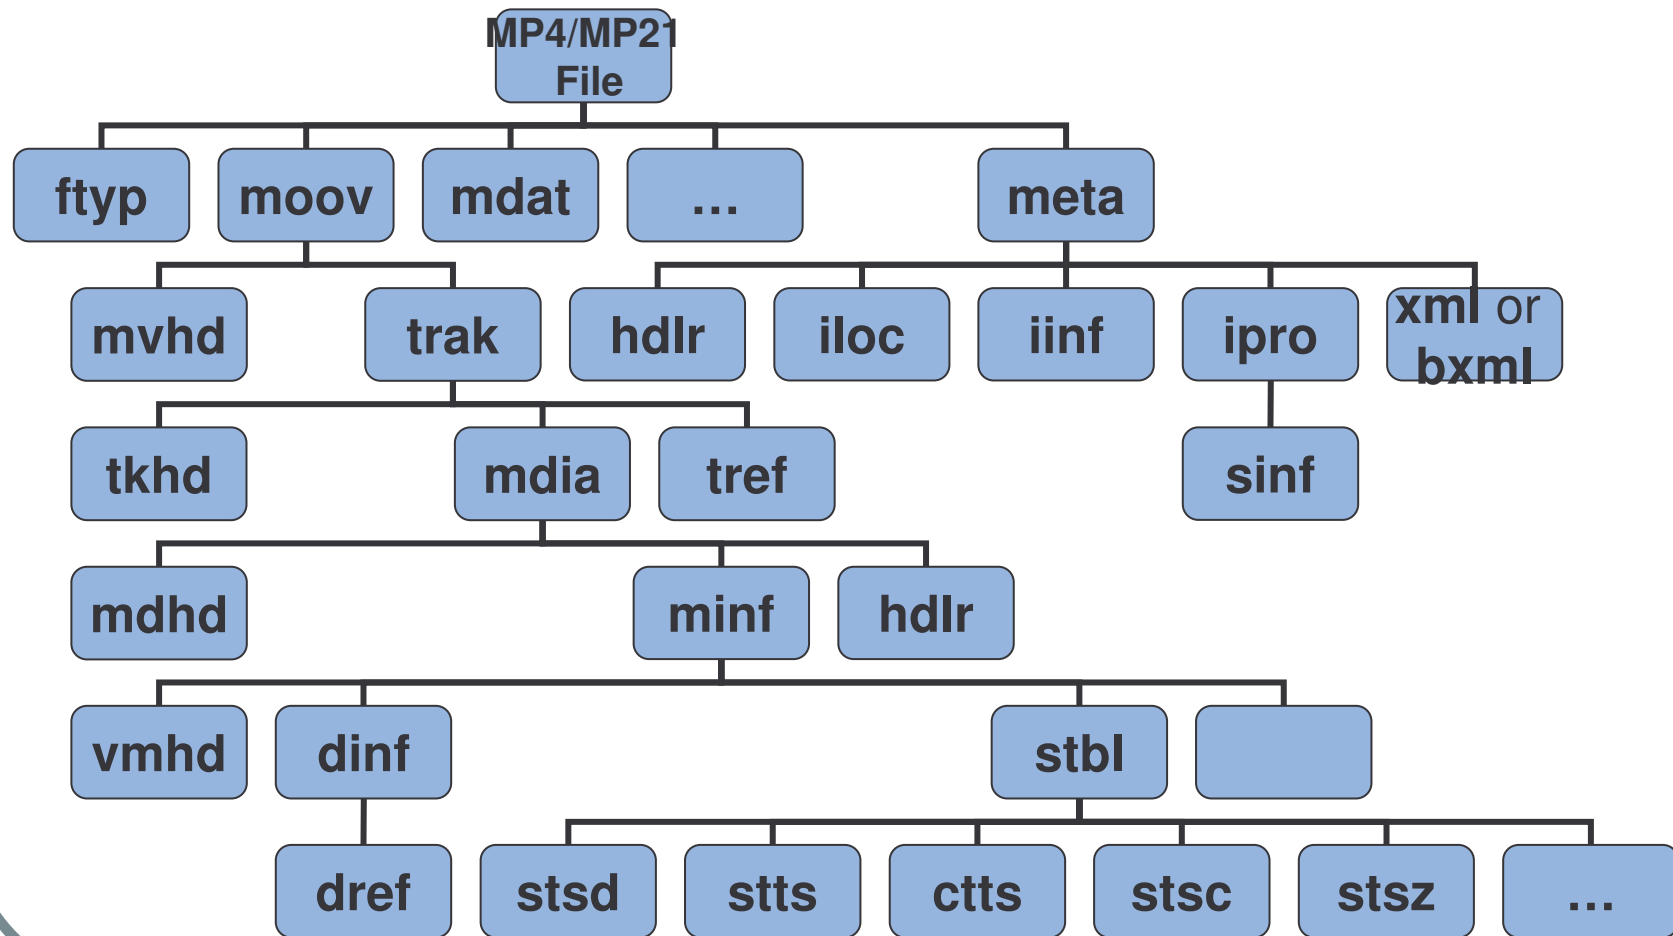 MP4/MP21
File
ftyp moov mdat … meta
mvhd trak hdlr iloc iinf ipro xml or
bxml
tkhd mdia tref sinf
mdhd minf hdlr
vmhd dinf stbl
dref stsd stts ctts stsc stsz …